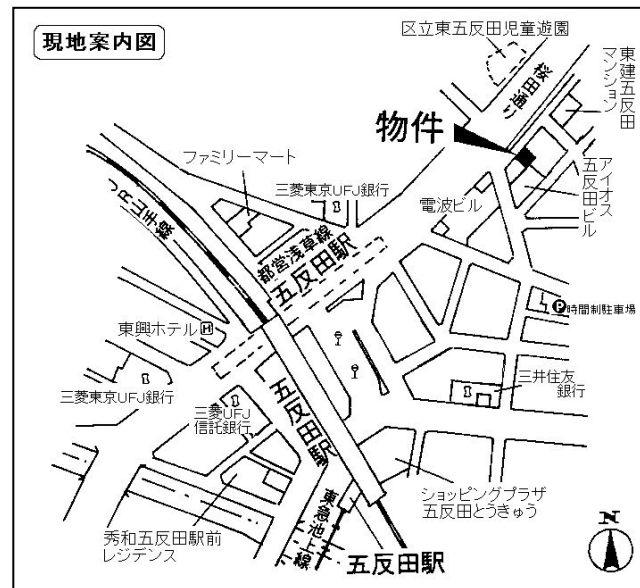 現地案内図
区立東五反田児童遊園
東建五反田
マンション
桜田通り
物件
ファミリーマート
アイオス
五反田ビル
JR山手線
三菱東京UFJ銀行
電波ビル
都営浅草線
五反田駅
P時間制駐車場
東興ホテル H
三井住友
銀行
三菱東京UFJ銀行
三菱UFJ
信託銀行
五反田駅
ショッピングプラザ
五反田とうきゅう
東急池上線
秀和五反田駅前
レジデンス
五反田駅
N